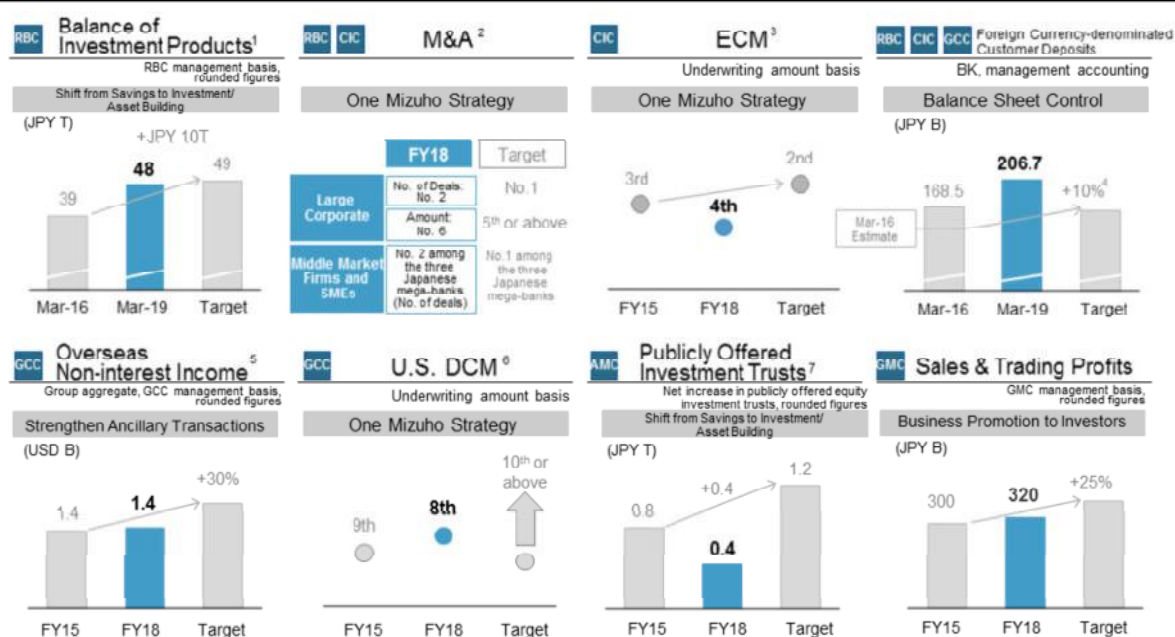 RBC
Balance of
Investment Products1
RBC management basis,
rounded figures
Shift from Savings to Investment/
Asset Building
(JPY T)
+JPY 10T
39
48
49
Mar-16
Mar-19
Target
RBC CIC
M&A 2
One Mizuho Strategy
FY18
Target
Large
Corporate
No. of Deals:
No. 2
No.1
Amount:
No. 6
5th or above
Middle Market
Firms and
SMEs
No. 2 among
the three
Japanese
mega-banks
(No. of deals)
No.1 among
the three
Japanese
mega-banks
CIC
ECM3
Underwriting amount basis
One Mizuho Strategy
3rd
4th
2nd
FY15
FY18
Target
RBC CIC GCC
Foreign Currency-denominated
Customer Deposits
BK, management accounting
Balance Sheet Control
(JPY B)
168.5
206.7
+10%4
Mar-16
Estimate
Mar-16
Mar-19
Target
GCC
Overseas
Non-interest Income5
Group aggregate, GCC management basis,
rounded figures
Strengthen Ancillary Transactions
(USD B)
+30%
1.4
1.4
FY15
FY18
Target
GCC
U.S. DCM6
Underwriting amount basis
One Mizuho Strategy
9th
8th
10th or
above
FY15
FY18
Target
AMC
Publicly Offered
Investment Trusts7
Net increase in publicly offered equity
investment trusts, rounded figures
Shift from Savings to Investment/
Asset Building
(JPY T)
0.8
+0.4
1.2
0.4
FY15
FY18
Target
GMC
Sales & Trading Profits
GMC management basis,
rounded figures
Business Promotion to Investors
(JPY B)
300
320
+25%
FY15
FY18
Target